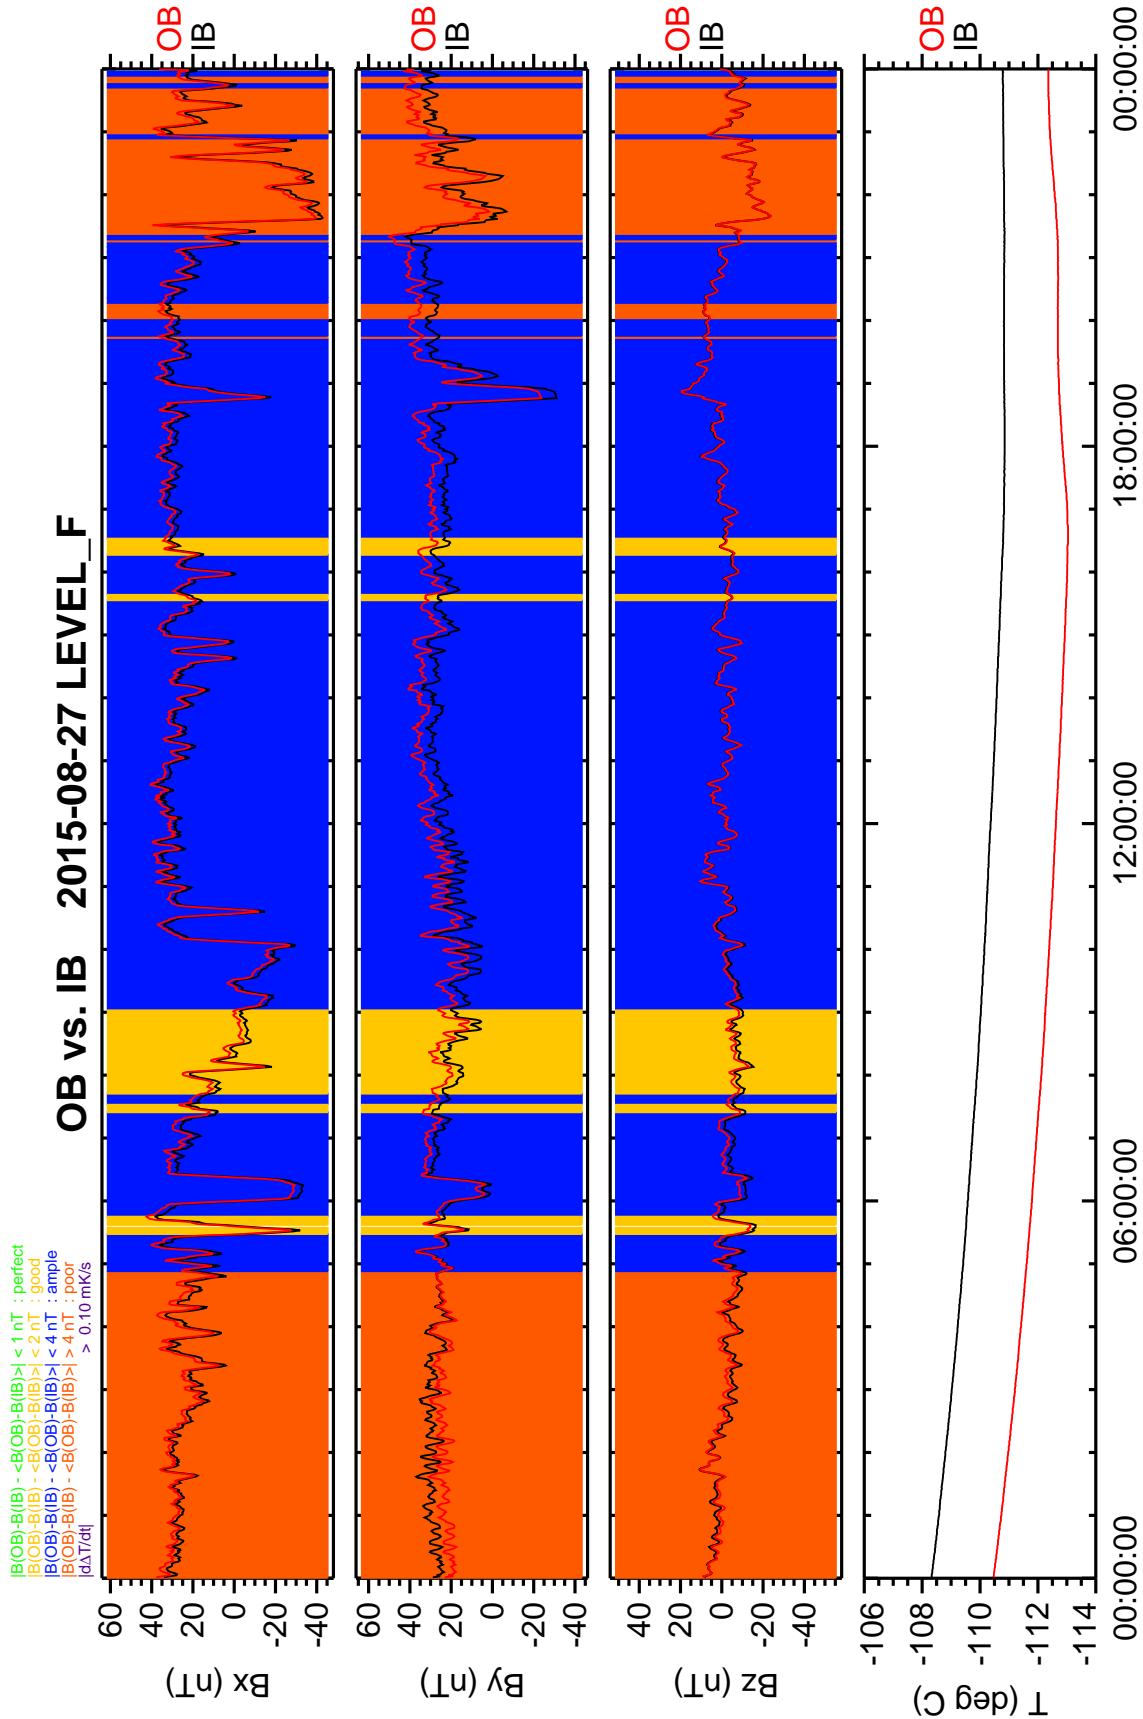 OB vs. IB 2015-08-27 LEVEL_F
|B(OB)-B(IB) - <B(OB)-B(IB)>| < 1 nT : perfect
|B(OB)-B(IB) - <B(OB)-B(IB)>| < 2 nT : good
|B(OB)-B(IB) - <B(OB)-B(IB)>| < 4 nT : ample
|B(OB)-B(IB) - <B(OB)-B(IB)>| > 4 nT : poor
|dΔT/dt| > 0.10 mK/s
Bx (nT)
60
40
20
0
-20
-40
OB
IB
By (nT)
60
40
20
0
-20
-40
OB
IB
Bz (nT)
40
20
0
-20
-40
OB
IB
T (deg C)
-106
-108
-110
-112
-114
OB
IB
00:00:00 06:00:00 12:00:00 18:00:00 00:00:00